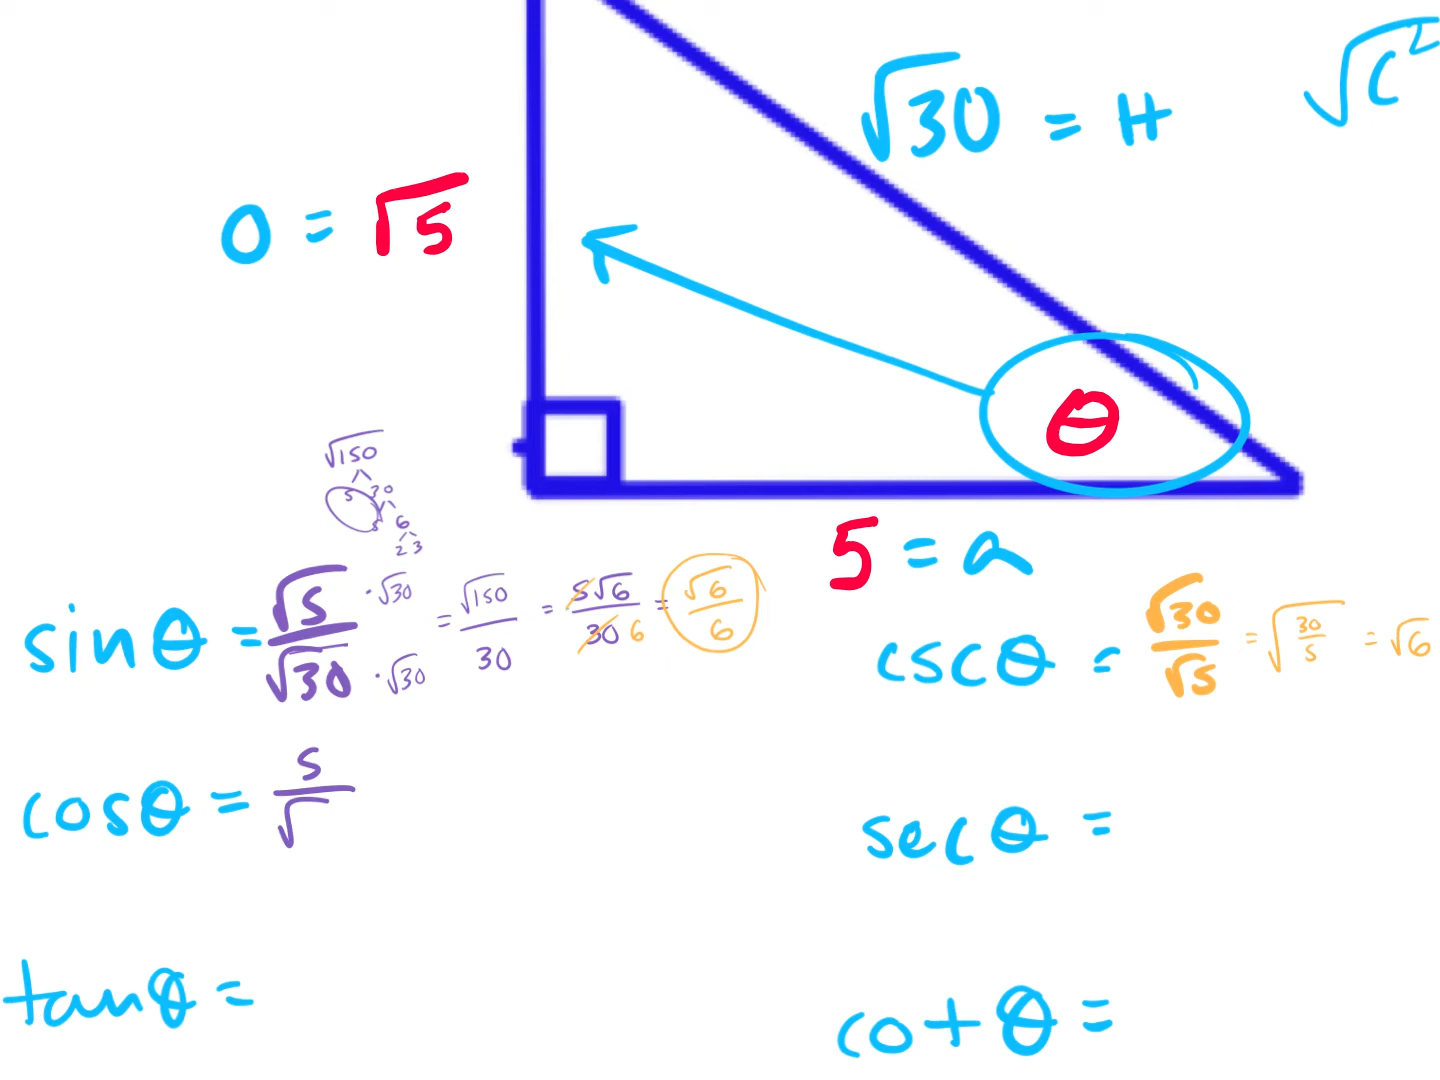 √30 = H
√c²
O = √5
θ
√150
5 30
5 6
2 3
5 = a
sinθ = √5/√30 ·√30/·√30 = √150/30 = 5√6/30 6 = √6/6
cscθ = √30/√5 = √30/5 = √6
cosθ = 5/√
secθ =
tanθ =
cotθ =